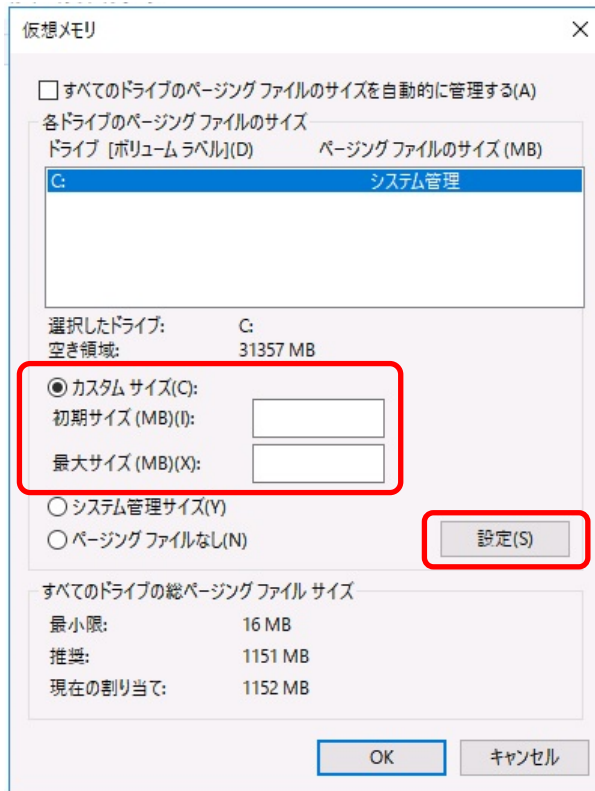 仮想メモリ
すべてのドライブのページング ファイルのサイズを自動的に管理する(A)
各ドライブのページング ファイルのサイズ
ドライブ [ボリューム ラベル](D) ページング ファイルのサイズ (MB)
C: システム管理
選択したドライブ: C:
空き領域: 31357 MB
カスタム サイズ(C):
初期サイズ (MB)(I):
最大サイズ (MB)(X):
システム管理サイズ(Y)
ページング ファイルなし(N) 設定(S)
すべてのドライブの総ページング ファイル サイズ
最小限: 16 MB
推奨: 1151 MB
現在の割り当て: 1152 MB
OK キャンセル